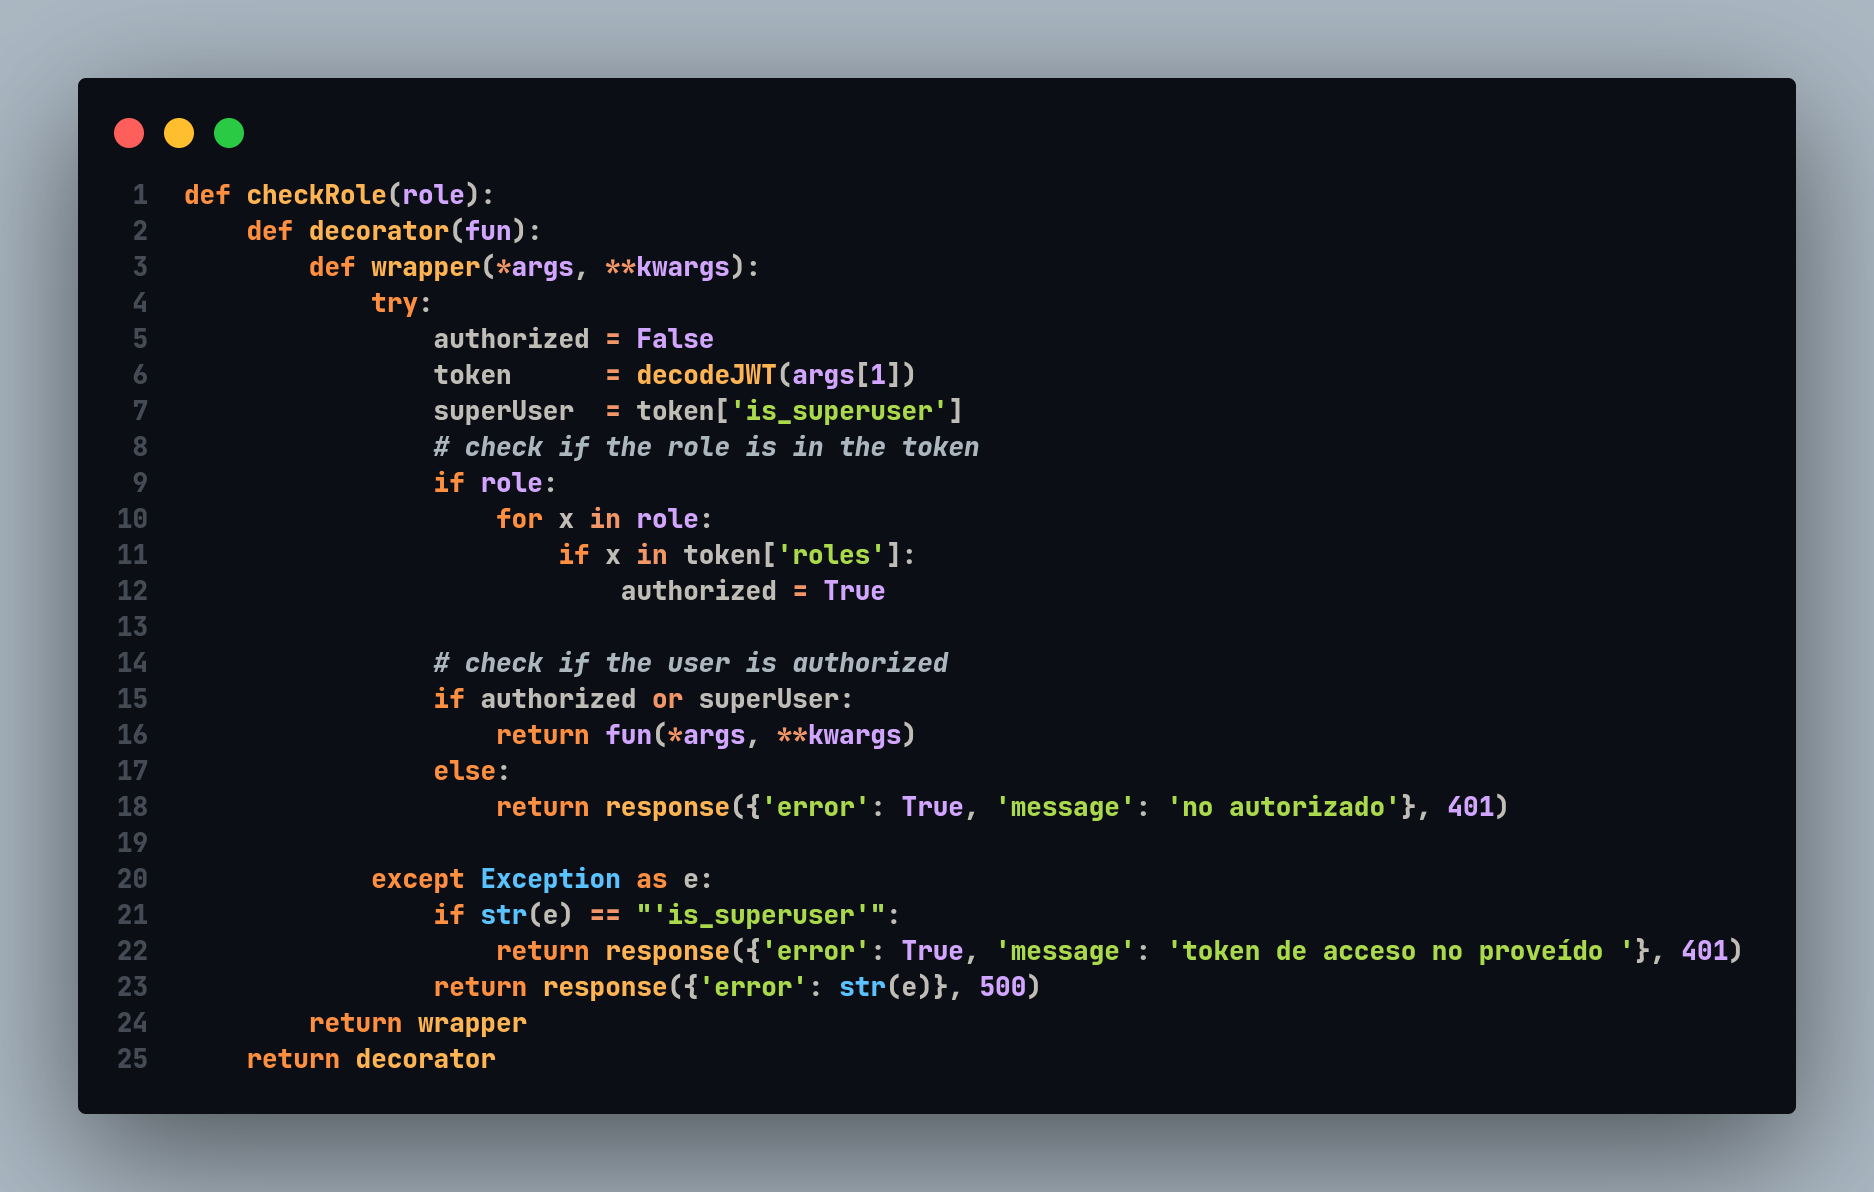 1 def checkRole(role):
2     def decorator(fun):
3         def wrapper(*args, **kwargs):
4             try:
5                 authorized = False
6                 token      = decodeJWT(args[1])
7                 superUser  = token['is_superuser']
8                 # check if the role is in the token
9                 if role:
10                     for x in role:
11                         if x in token['roles']:
12                             authorized = True
13
14                 # check if the user is authorized
15                 if authorized or superUser:
16                     return fun(*args, **kwargs)
17                 else:
18                     return response({'error': True, 'message': 'no autorizado'}, 401)
19
20             except Exception as e:
21                 if str(e) == "'is_superuser'":
22                     return response({'error': True, 'message': 'token de acceso no proveído '}, 401)
23                 return response({'error': str(e)}, 500)
24         return wrapper
25     return decorator